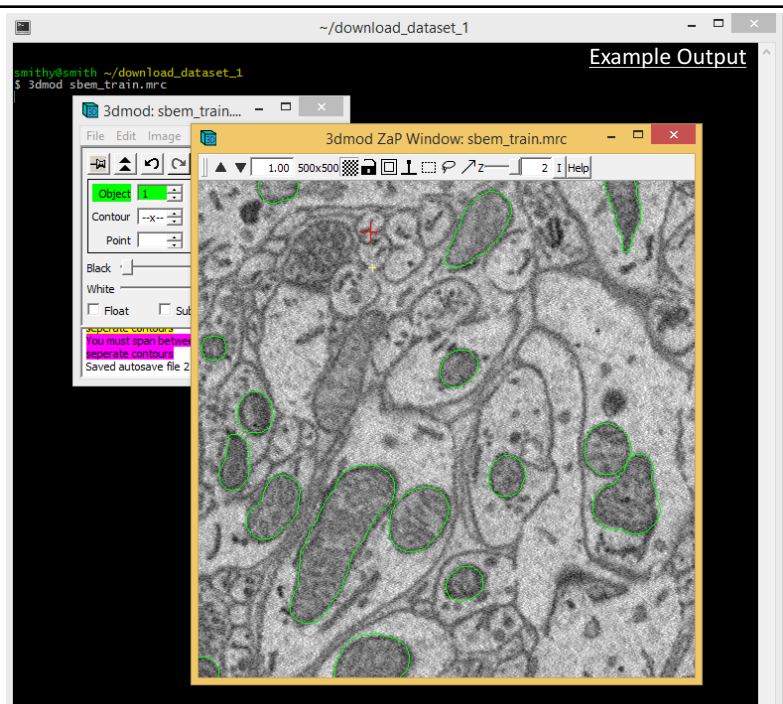 ~/download_dataset_1
Example Output
smithy@smith ~/download_dataset_1
$ 3dmod sbem_train.mrc
3dmod: sbem_train....
File Edit Image
Object 1
Contour --x--
Point
Black
White
Float Sub
seperate contours
You must span betwee
seperate contours
Saved autosave file 2
3dmod ZaP Window: sbem_train.mrc
1.00 500x500 Z 2 I Help